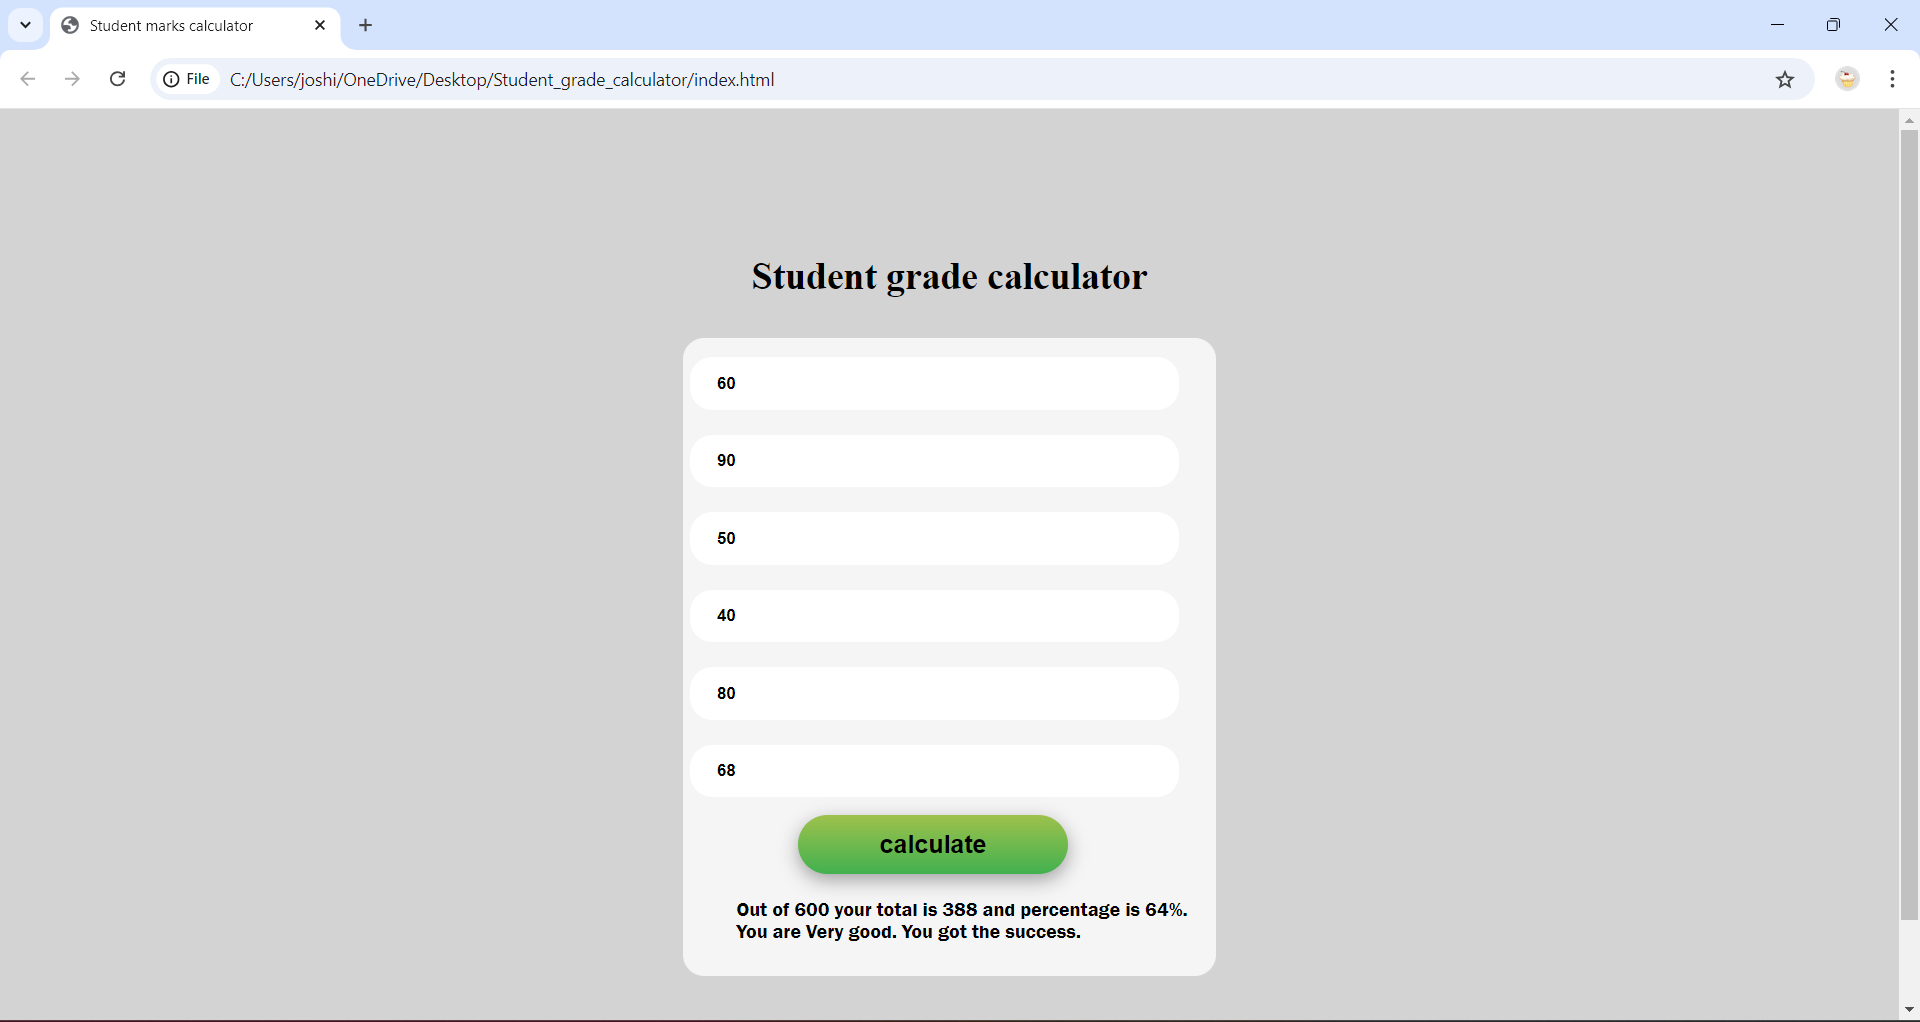 Student marks calculator
File
C:/Users/joshi/OneDrive/Desktop/Student_grade_calculator/index.html
Student grade calculator
60
90
50
40
80
68
calculate
Out of 600 your total is 388 and percentage is 64%.
You are Very good. You got the success.